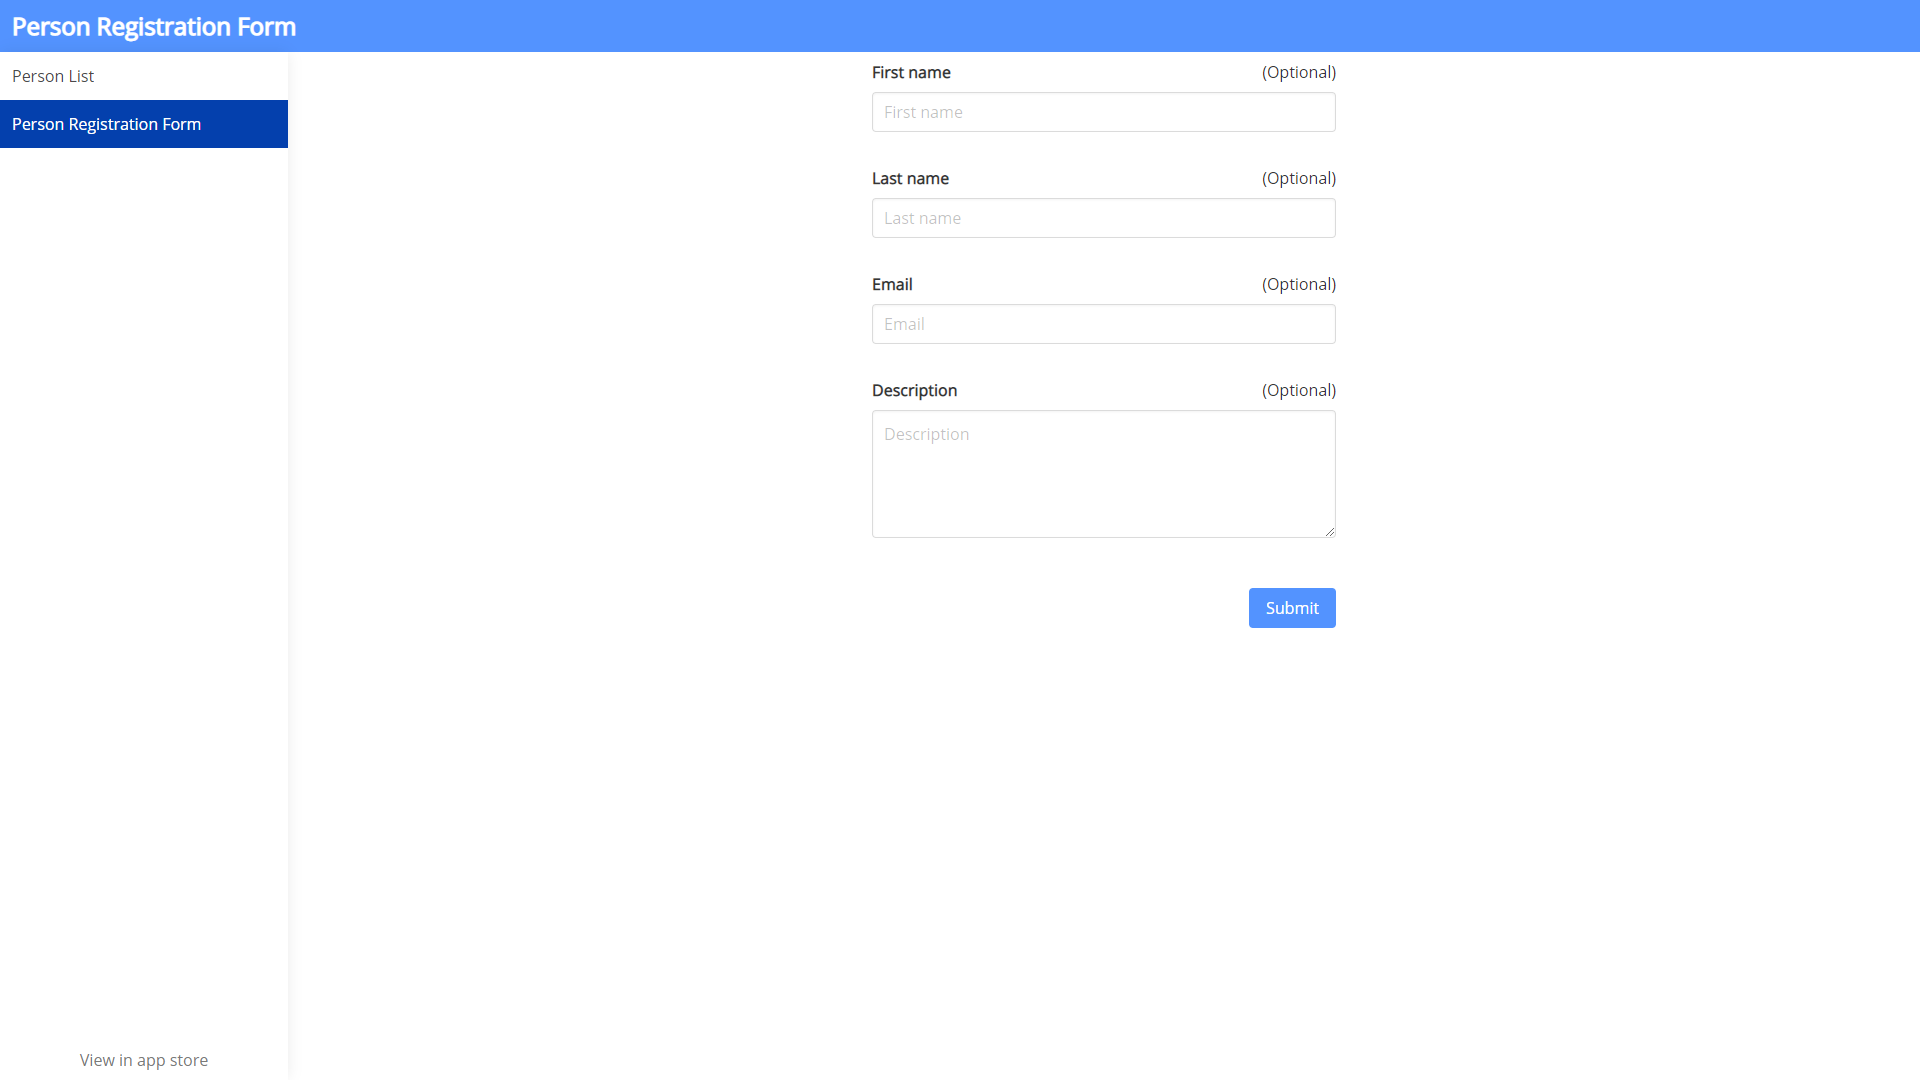 Person Registration Form
Person List
Person Registration Form
First name (Optional)
First name
Last name (Optional)
Last name
Email (Optional)
Email
Description (Optional)
Description
Submit
View in app store